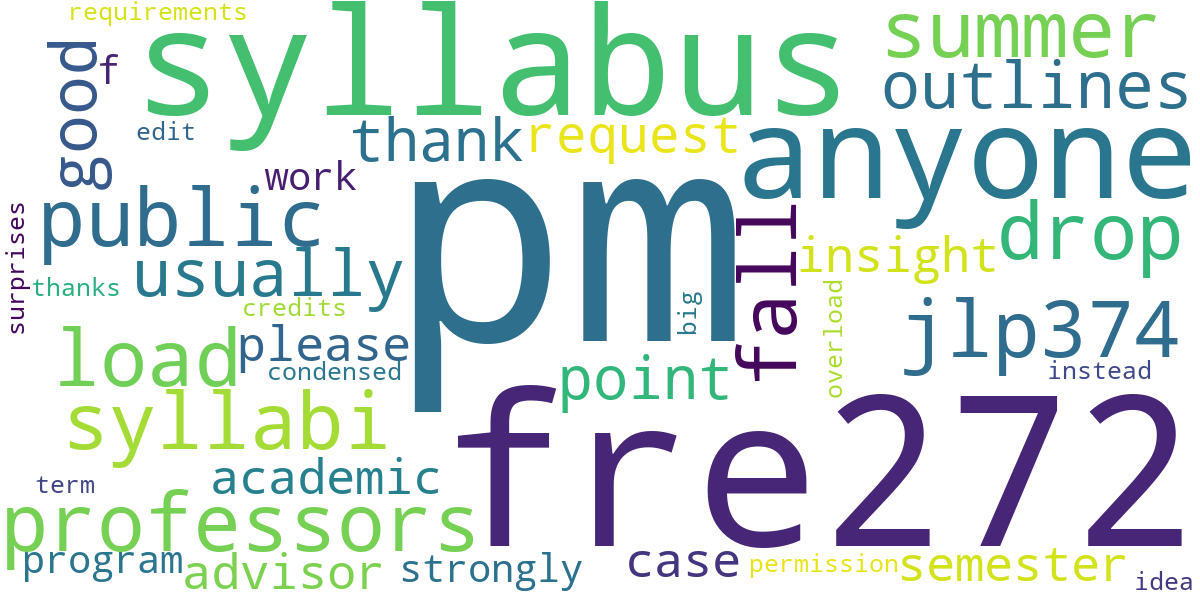 requirements
syllabus
summer
good
f
outlines
edit
thank
request
anyone
work
pm
public
fall
drop
surprises
usually
insight
thanks
credits
big
overload
jlp374
load
please
condensed
point
instead
syllabi
fre272
academic
term
professors
program
advisor
strongly
case
permission
semester
idea